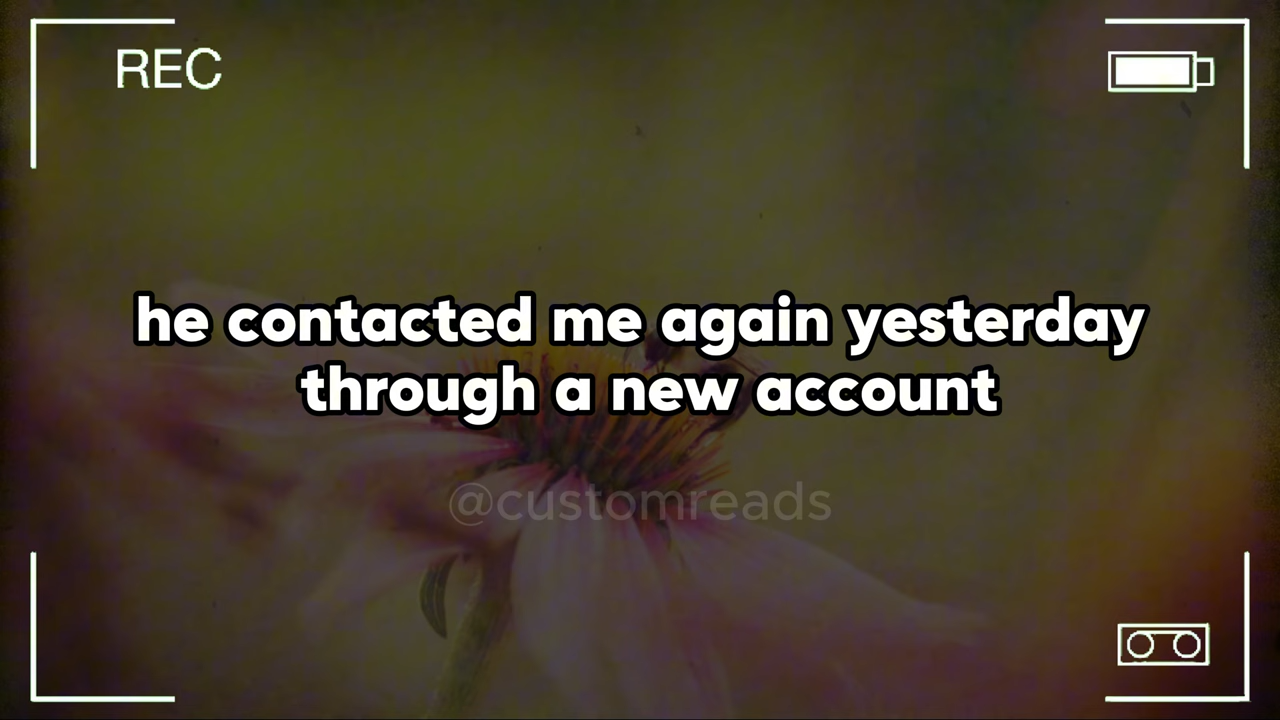 REC
he contacted me again yesterday
through a new account
@customreads